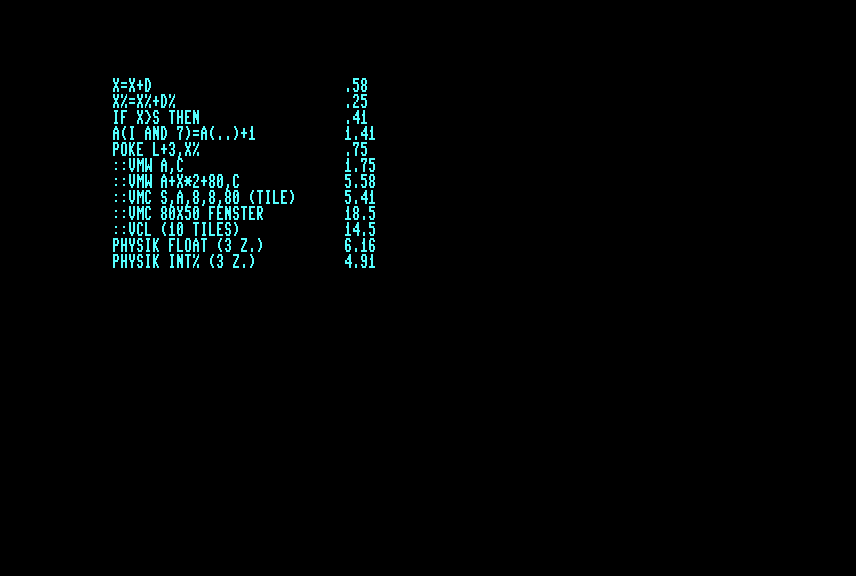 X=X+D .58
X%=X%+D% .25
IF X>S THEN .41
A(I AND 7)=A(..)+1 1.41
POKE L+3,X% .75
::VMW A,C 1.75
::VMW A+X*2+80,C 5.58
::VMC S,A,8,8,80 (TILE) 5.41
::VMC 80X50 FENSTER 18.5
::VCL (10 TILES) 14.5
PHYSIK FLOAT (3 Z.) 6.16
PHYSIK INT% (3 Z.) 4.91